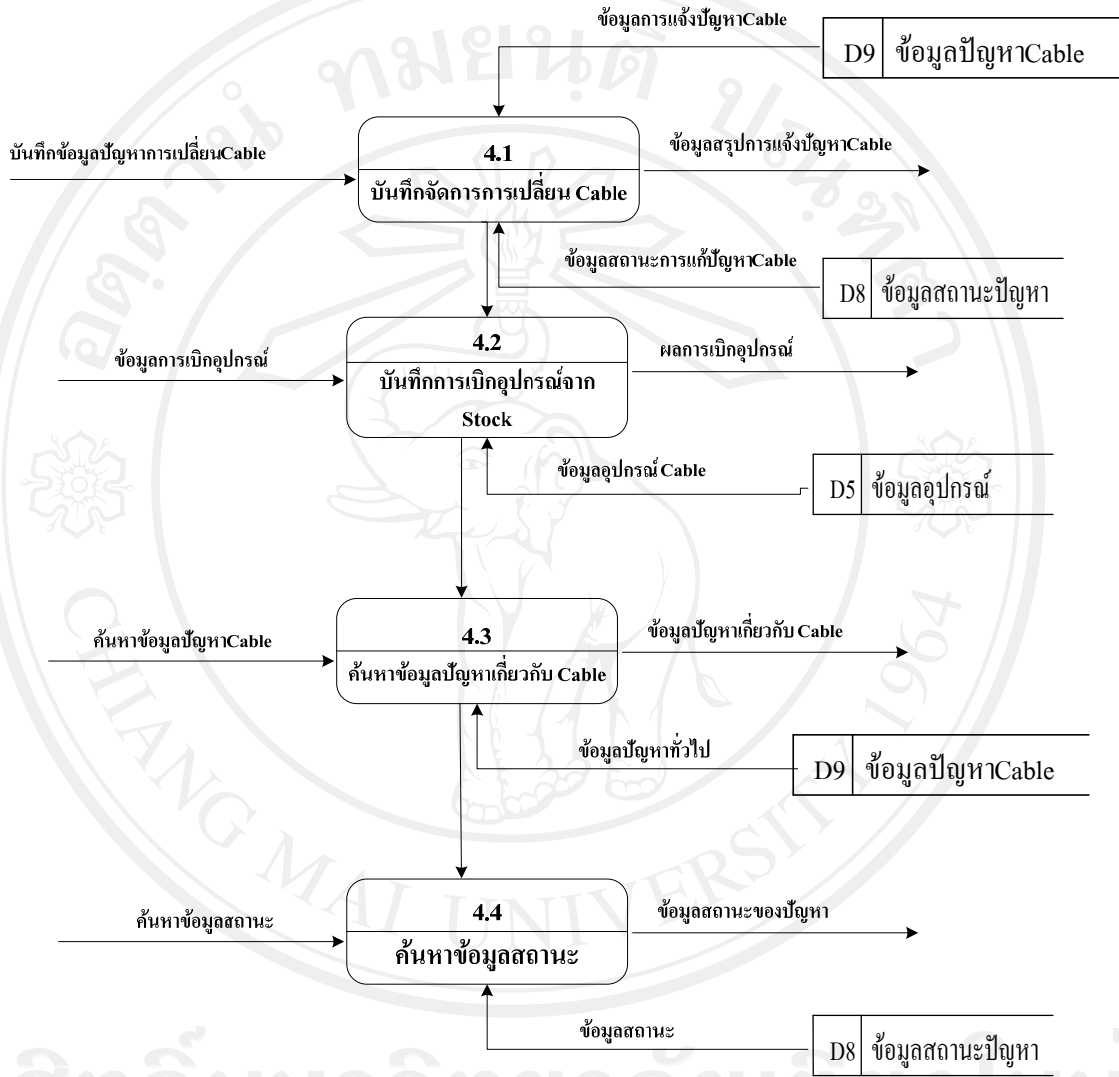 ข้อมูลการแจ้งปัญหาCable
D9 ข้อมูลปัญหาCable
บันทึกข้อมูลปัญหาการเปลี่ยนCable
4.1
บันทึกจัดการการเปลี่ยน Cable
ข้อมูลสรุปการแจ้งปัญหาCable
ข้อมูลสถานะการแก้ปัญหาCable
D8 ข้อมูลสถานะปัญหา
ข้อมูลการเบิกอุปกรณ์
4.2
บันทึกการเบิกอุปกรณ์จาก
Stock
ผลการเบิกอุปกรณ์
ข้อมูลอุปกรณ์ Cable
D5 ข้อมูลอุปกรณ์
ค้นหาข้อมูลปัญหาCable
4.3
ค้นหาข้อมูลปัญหาเกี่ยวกับ Cable
ข้อมูลปัญหาเกี่ยวกับ Cable
ข้อมูลปัญหาทั่วไป
D9 ข้อมูลปัญหาCable
ค้นหาข้อมูลสถานะ
4.4
ค้นหาข้อมูลสถานะ
ข้อมูลสถานะของปัญหา
ข้อมูลสถานะ
D8 ข้อมูลสถานะปัญหา
CHIANG MAI UNIVERSITY 1964